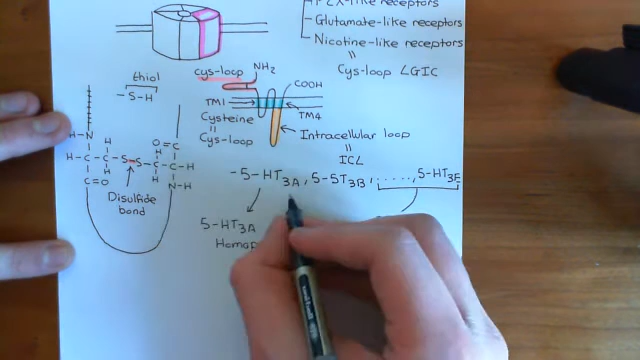 P2X-like receptors
-Glutamate-like receptors
Nicotine-like receptors
Cys-loop LGIC
thiol
-S-H
cys-loop
NH2
COOH
TM1
TM4
Cysteine
Cys-loop
Intracellular loop
ICL
H-N
H-C-C-S-S-C-C-H
O=C
H
H
H
C=O
N-H
Disulfide
bond
-5-HT3A, 5-5T3B, ....., 5-HT3E
5-HT3A